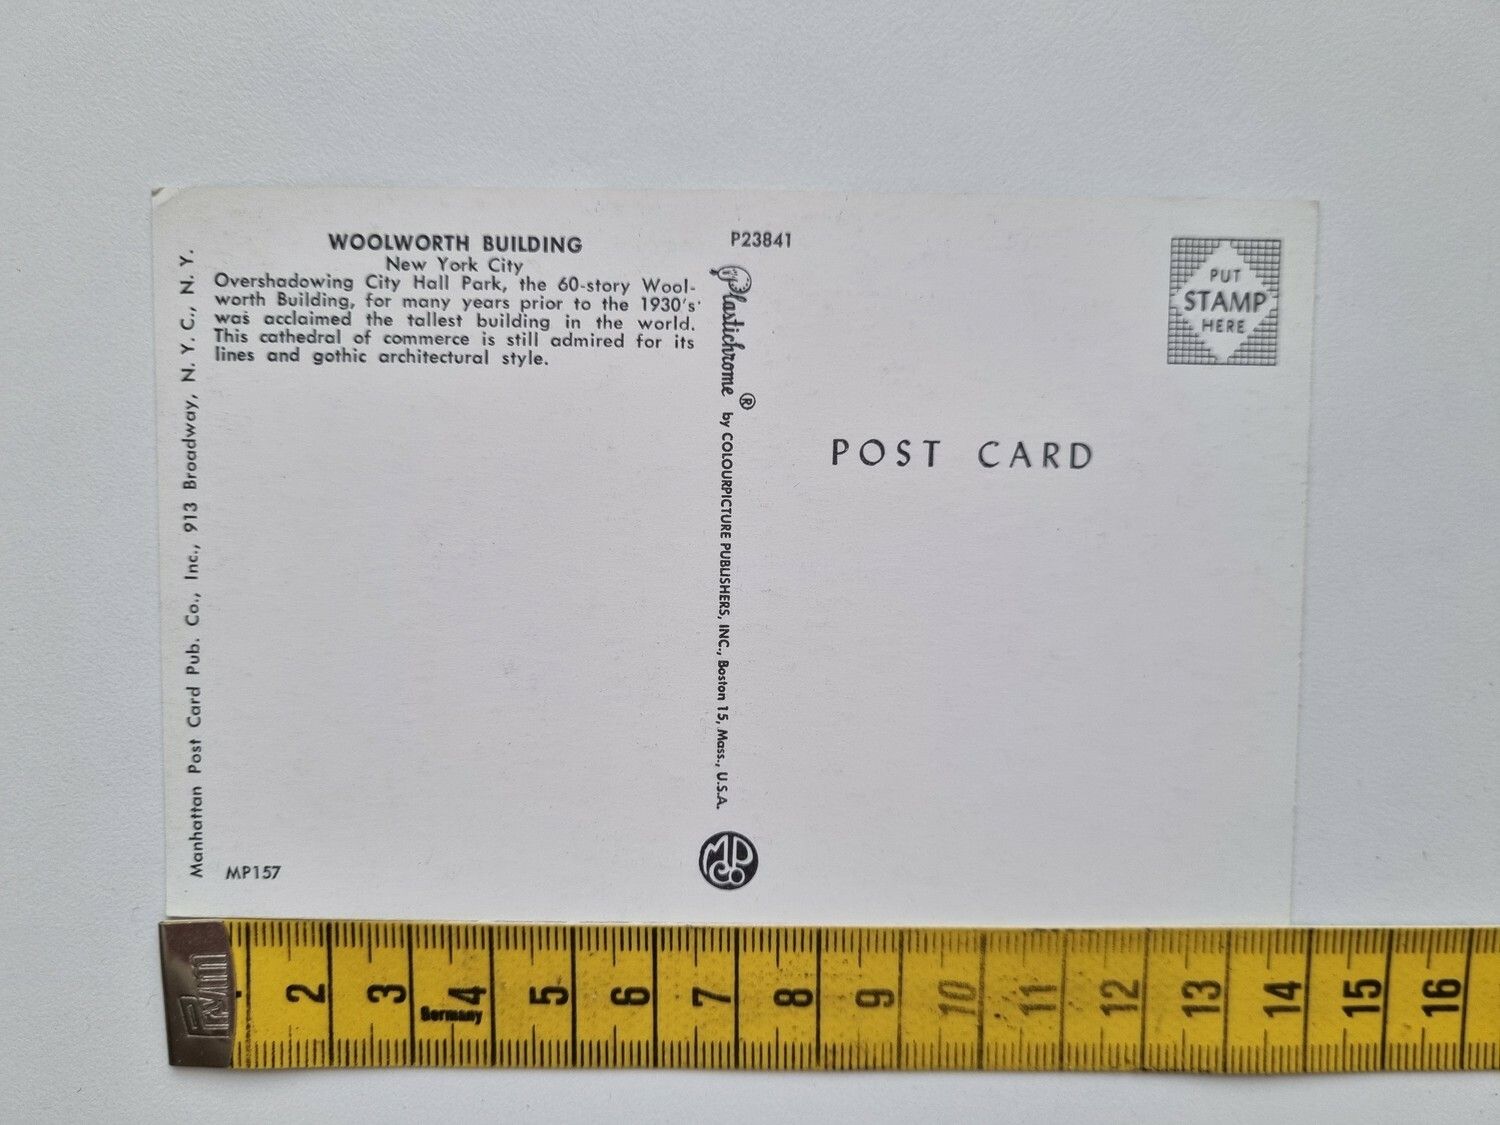 WOOLWORTH BUILDING
New York City
Overshadowing City Hall Park, the 60-story Wool-
worth Building, for many years prior to the 1930's'
was acclaimed the tallest building in the world.
This cathedral of commerce is still admired for its
lines and gothic architectural style.
Manhattan Post Card Pub. Co., Inc., 913 Broadway, N. Y. C., N. Y.
MP157
P23841
Plastichrome ® by COLOURPICTURE PUBLISHERS, INC., Boston 15, Mass., U.S.A.
MPCo
PUT
STAMP
HERE
POST CARD
Prym
2 3 4 5 6 7 8 9 10 11 12 13 14 15 16
Germany